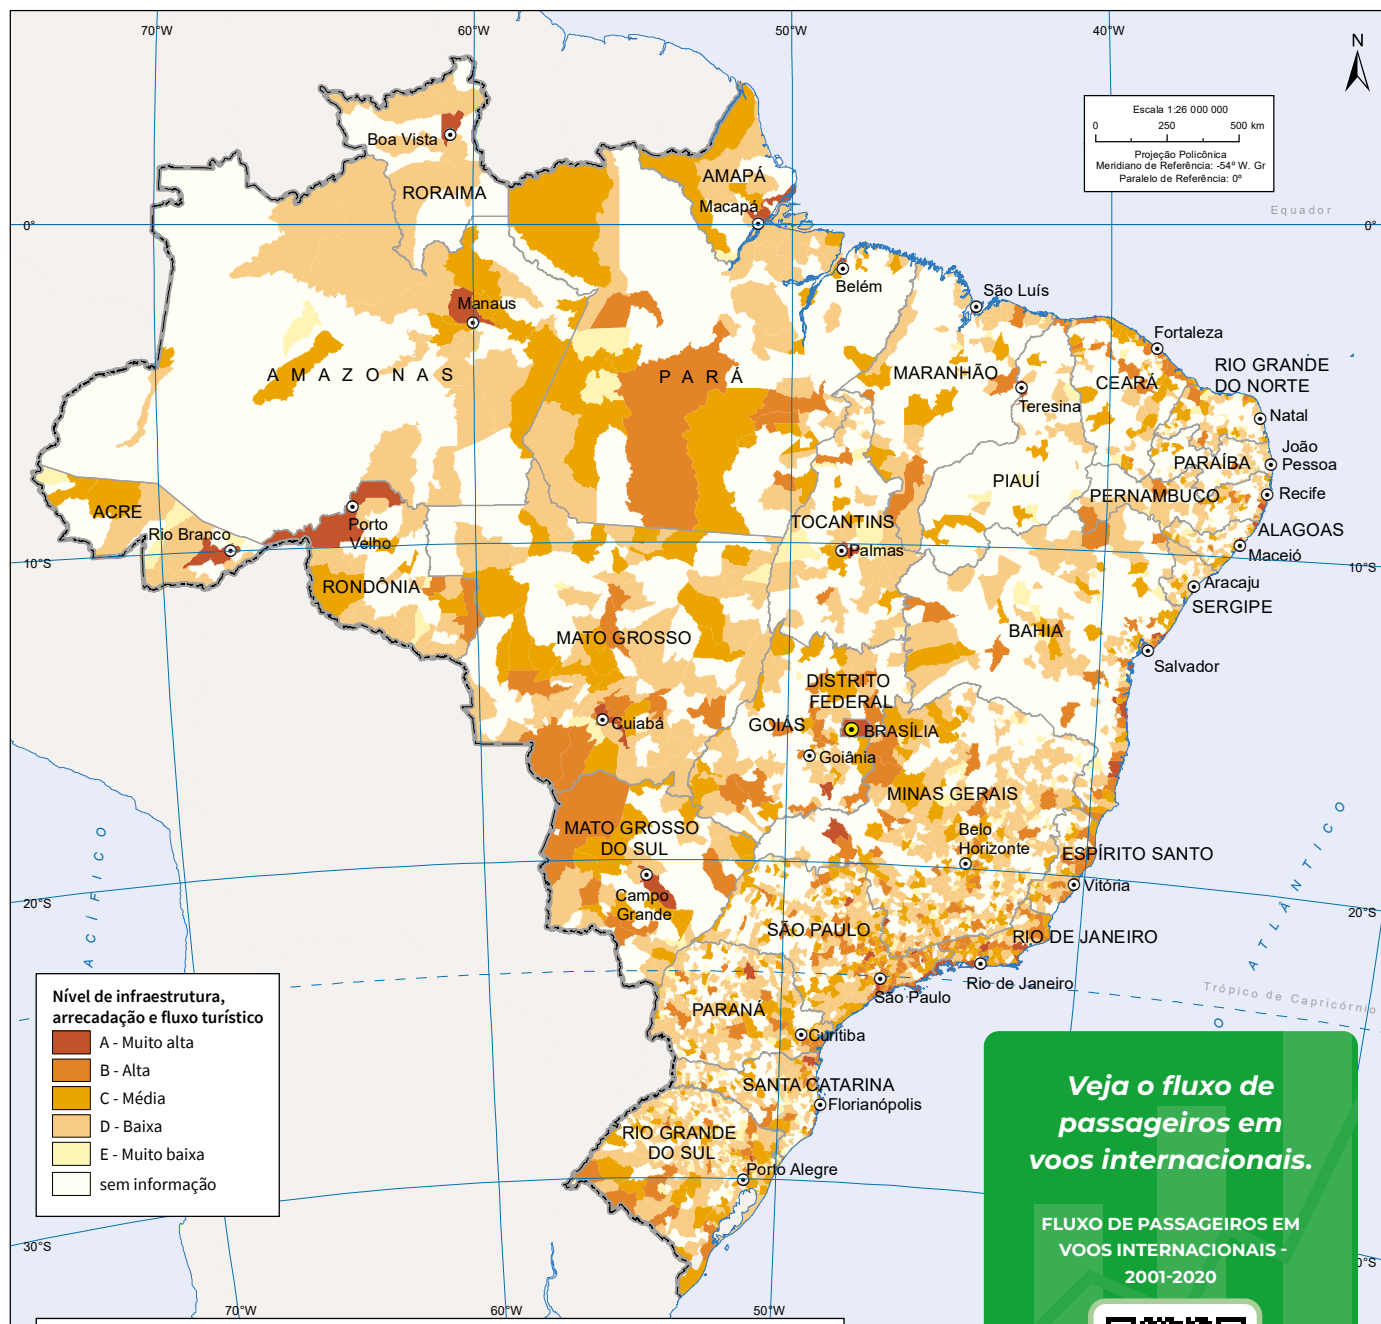 70°W
60°W
50°W
40°W
N
Escala 1:26 000 000
0 250 500 km
Projeção Policônica
Meridiano de Referência: -54º W. Gr
Paralelo de Referência: 0º
Equador
0°
0°
Boa Vista
RORAIMA
AMAPÁ
Macapá
Belém
São Luís
Manaus
Fortaleza
AMAZONAS
PARÁ
MARANHÃO
Teresina
CEARÁ
RIO GRANDE
DO NORTE
Natal
João
Pessoa
PARAÍBA
Recife
PIAUÍ
PERNAMBUCO
ALAGOAS
Maceió
ACRE
Rio Branco
Porto
Velho
TOCANTINS
Palmas
10°S
10°S
Aracaju
SERGIPE
RONDÔNIA
MATO GROSSO
BAHIA
Salvador
DISTRITO
FEDERAL
GOIÁS
BRASÍLIA
Cuiabá
Goiânia
MINAS GERAIS
MATO GROSSO
DO SUL
Belo
Horizonte
ESPÍRITO SANTO
Vitória
Campo
Grande
20°S
20°S
SÃO PAULO
RIO DE JANEIRO
Rio de Janeiro
São Paulo
Trópico de Capricórnio
ACÍFICO
O ATLÂNTICO
PARANÁ
Curitiba
SANTA CATARINA
Florianópolis
RIO GRANDE
DO SUL
Porto Alegre
Nível de infraestrutura,
arrecadação e fluxo turístico
A - Muito alta
B - Alta
C - Média
D - Baixa
E - Muito baixa
sem informação
30°S
0°S
70°W
60°W
50°W
Veja o fluxo de
passageiros em
voos internacionais.
FLUXO DE PASSAGEIROS EM
VOOS INTERNACIONAIS -
2001-2020